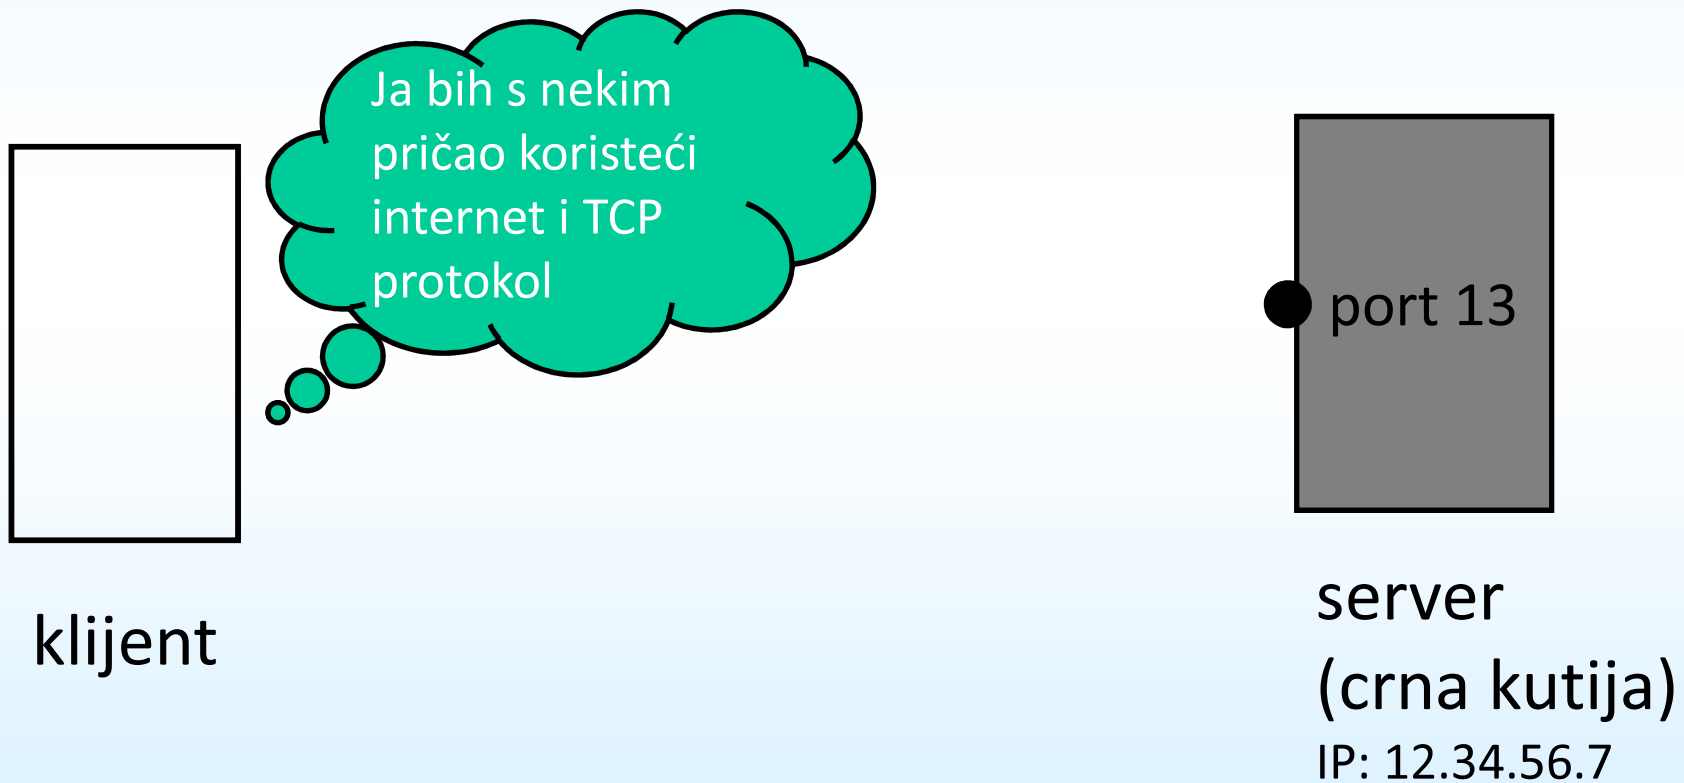 Ja bih s nekim
pričao koristeći
internet i TCP
protokol
port 13
klijent
server
(crna kutija)
IP: 12.34.56.7